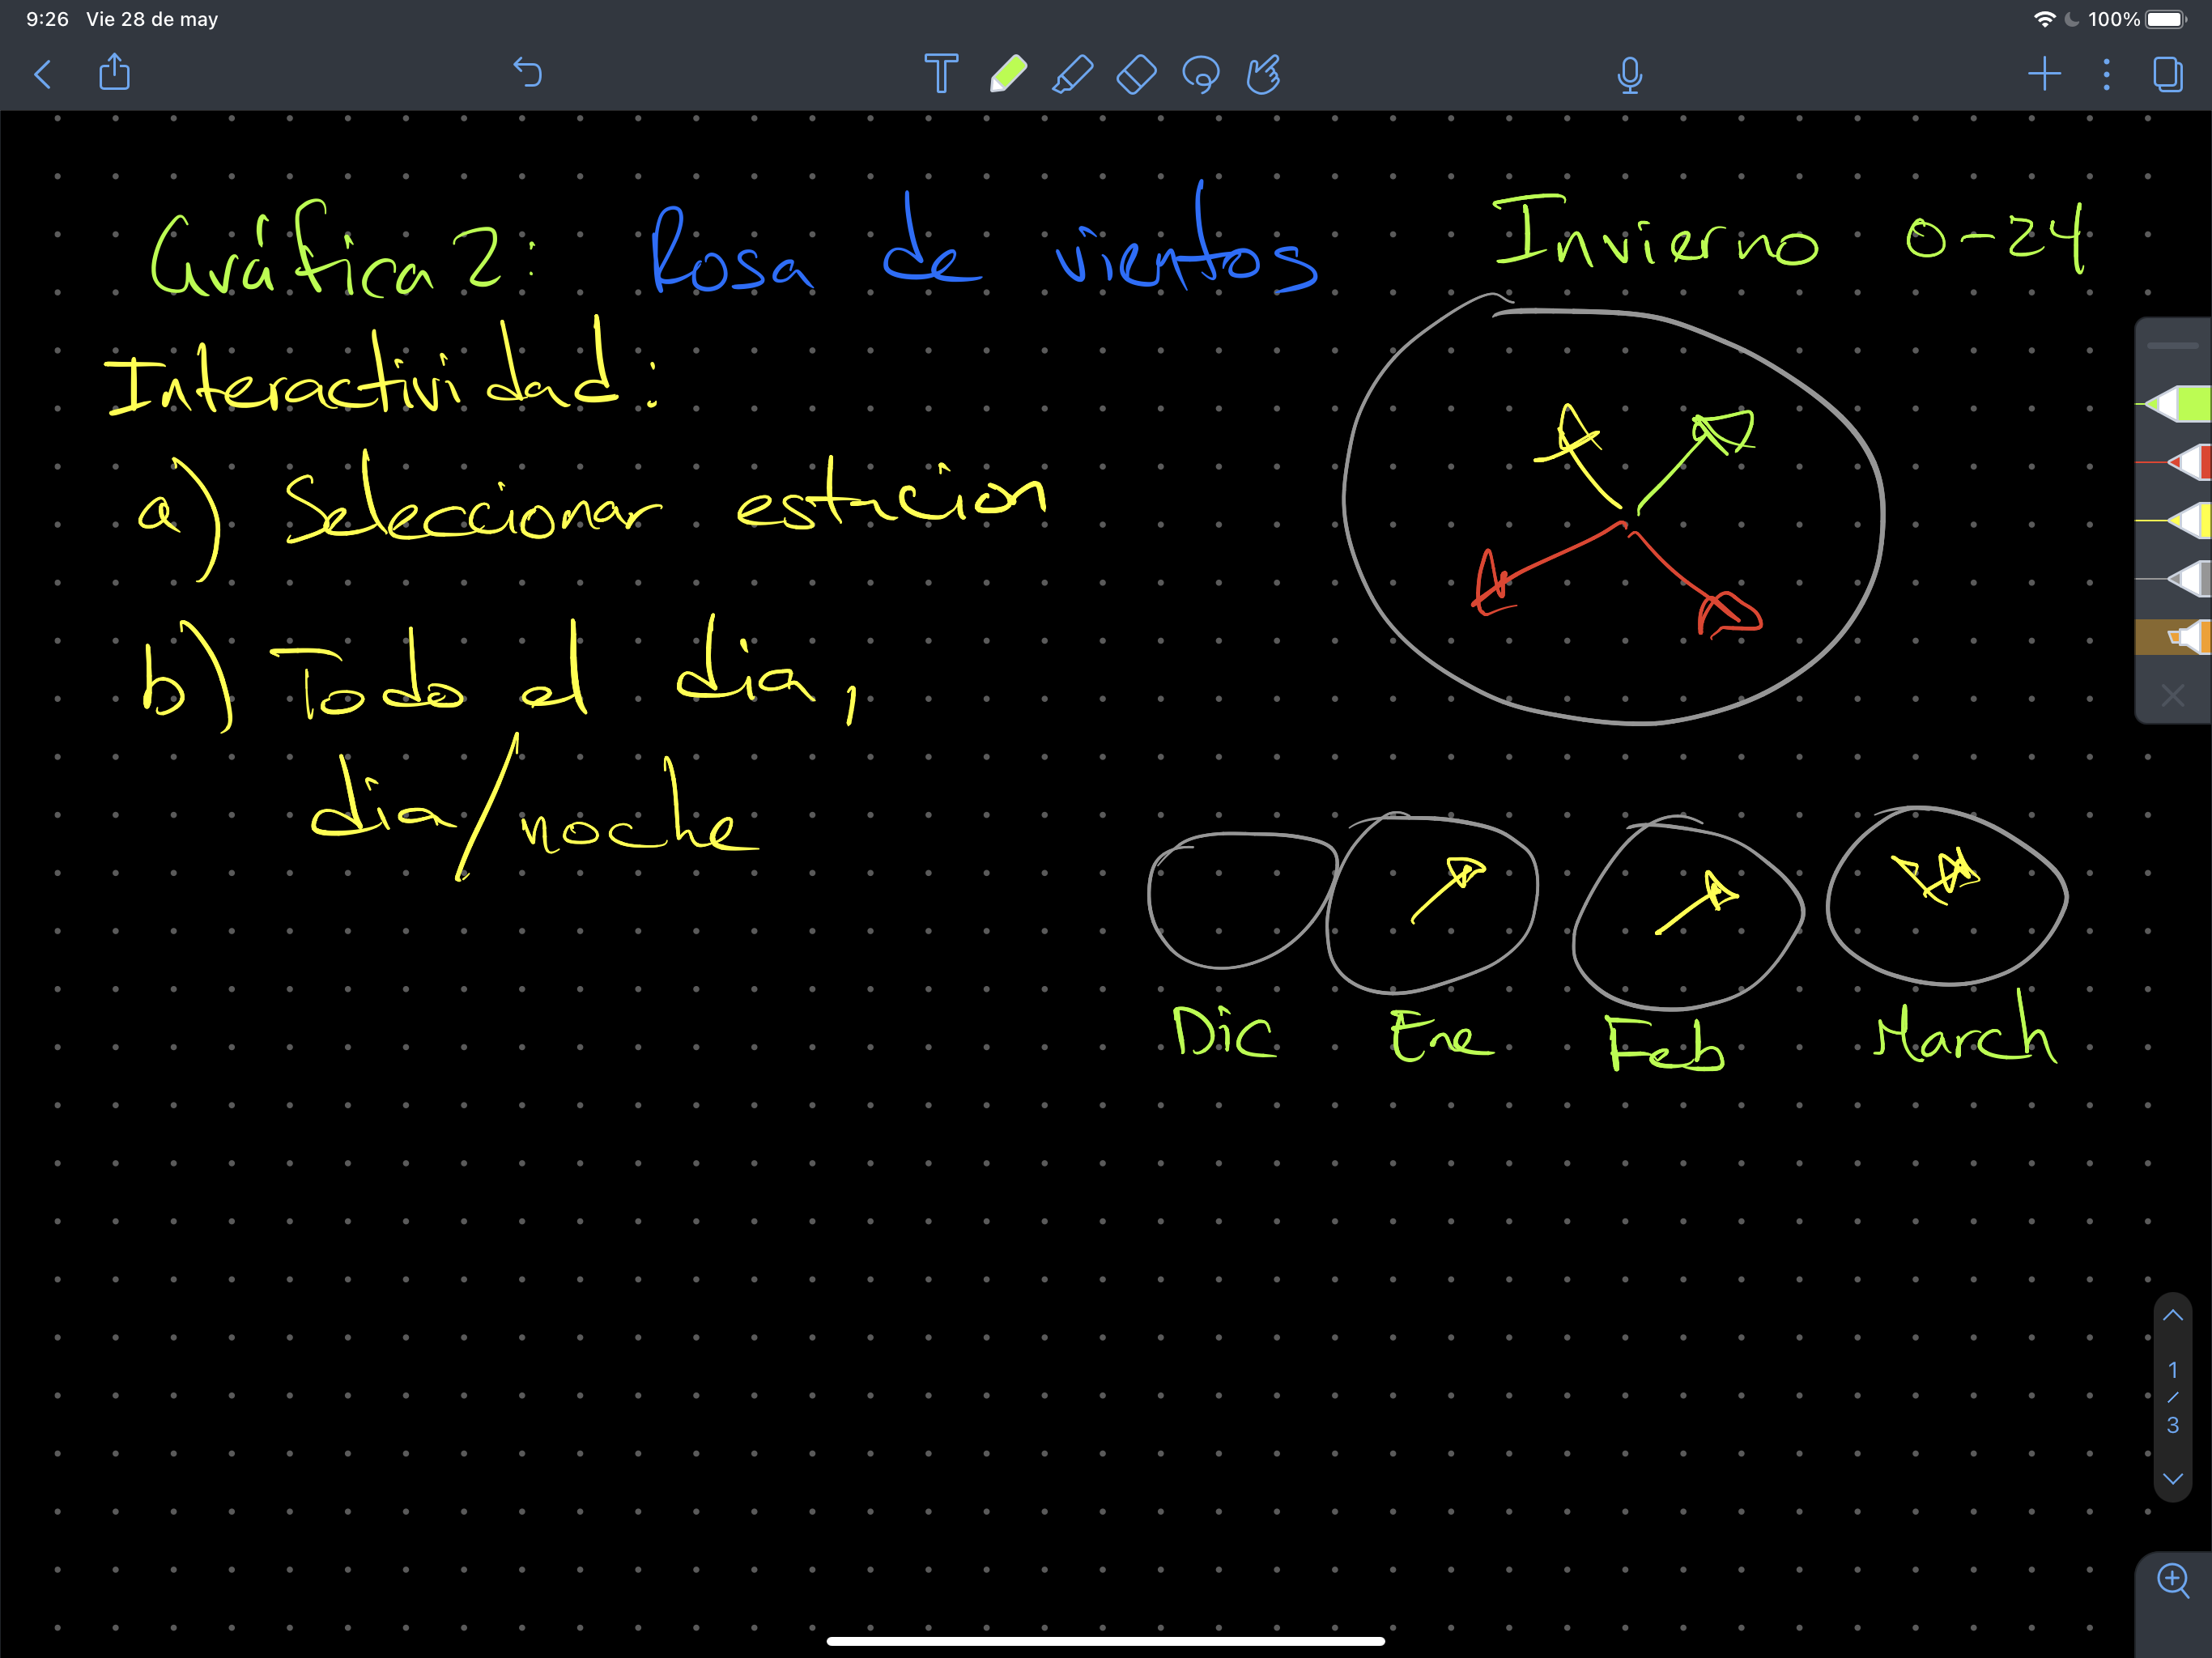 9:26 Vie 28 de may 100%
Gráfica 2: Rosa de vientos
Interactividad:
a) Seleccionar estacion
b) Todo el dia,
dia/noche
Invierno 0-24
Dic Ene Feb March
1
/
3